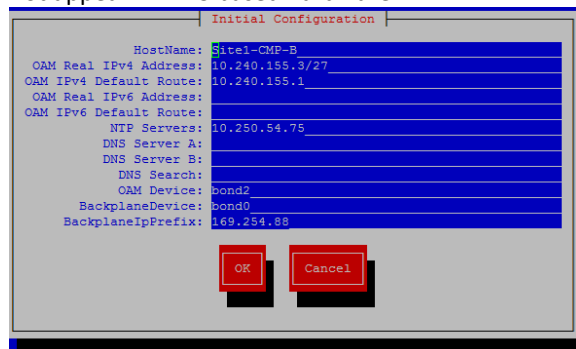 Initial Configuration
HostName: Site1-CMP-B
OAM Real IPv4 Address: 10.240.155.3/27
OAM IPv4 Default Route: 10.240.155.1
OAM Real IPv6 Address:
OAM IPv6 Default Route:
NTP Servers: 10.250.54.75
DNS Server A:
DNS Server B:
DNS Search:
OAM Device: bond2
BackplaneDevice: bond0
BackplaneIpPrefix: 169.254.88
OK Cancel